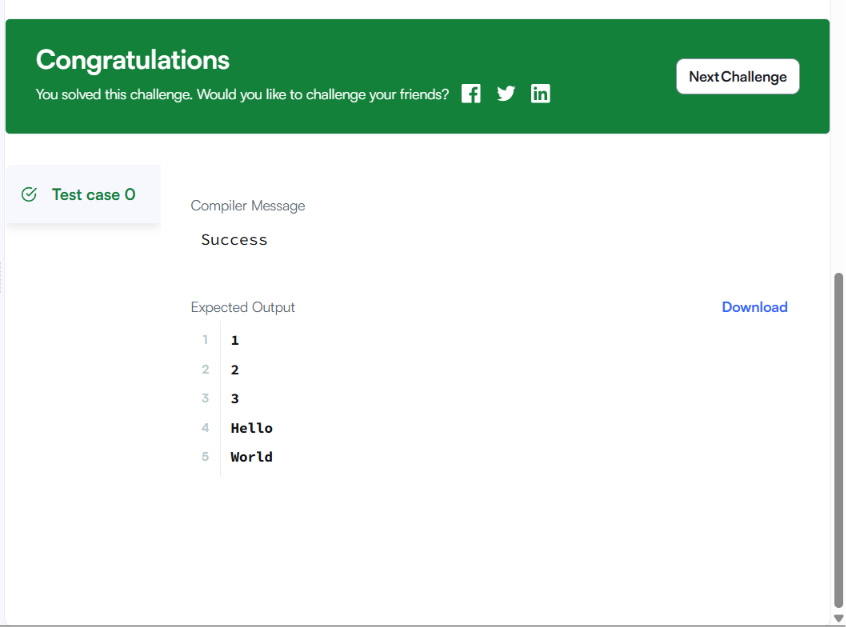 Congratulations
You solved this challenge. Would you like to challenge your friends?
Next Challenge
Test case 0
Compiler Message
Success
Expected Output
Download
1 1
2 2
3 3
4 Hello
5 World